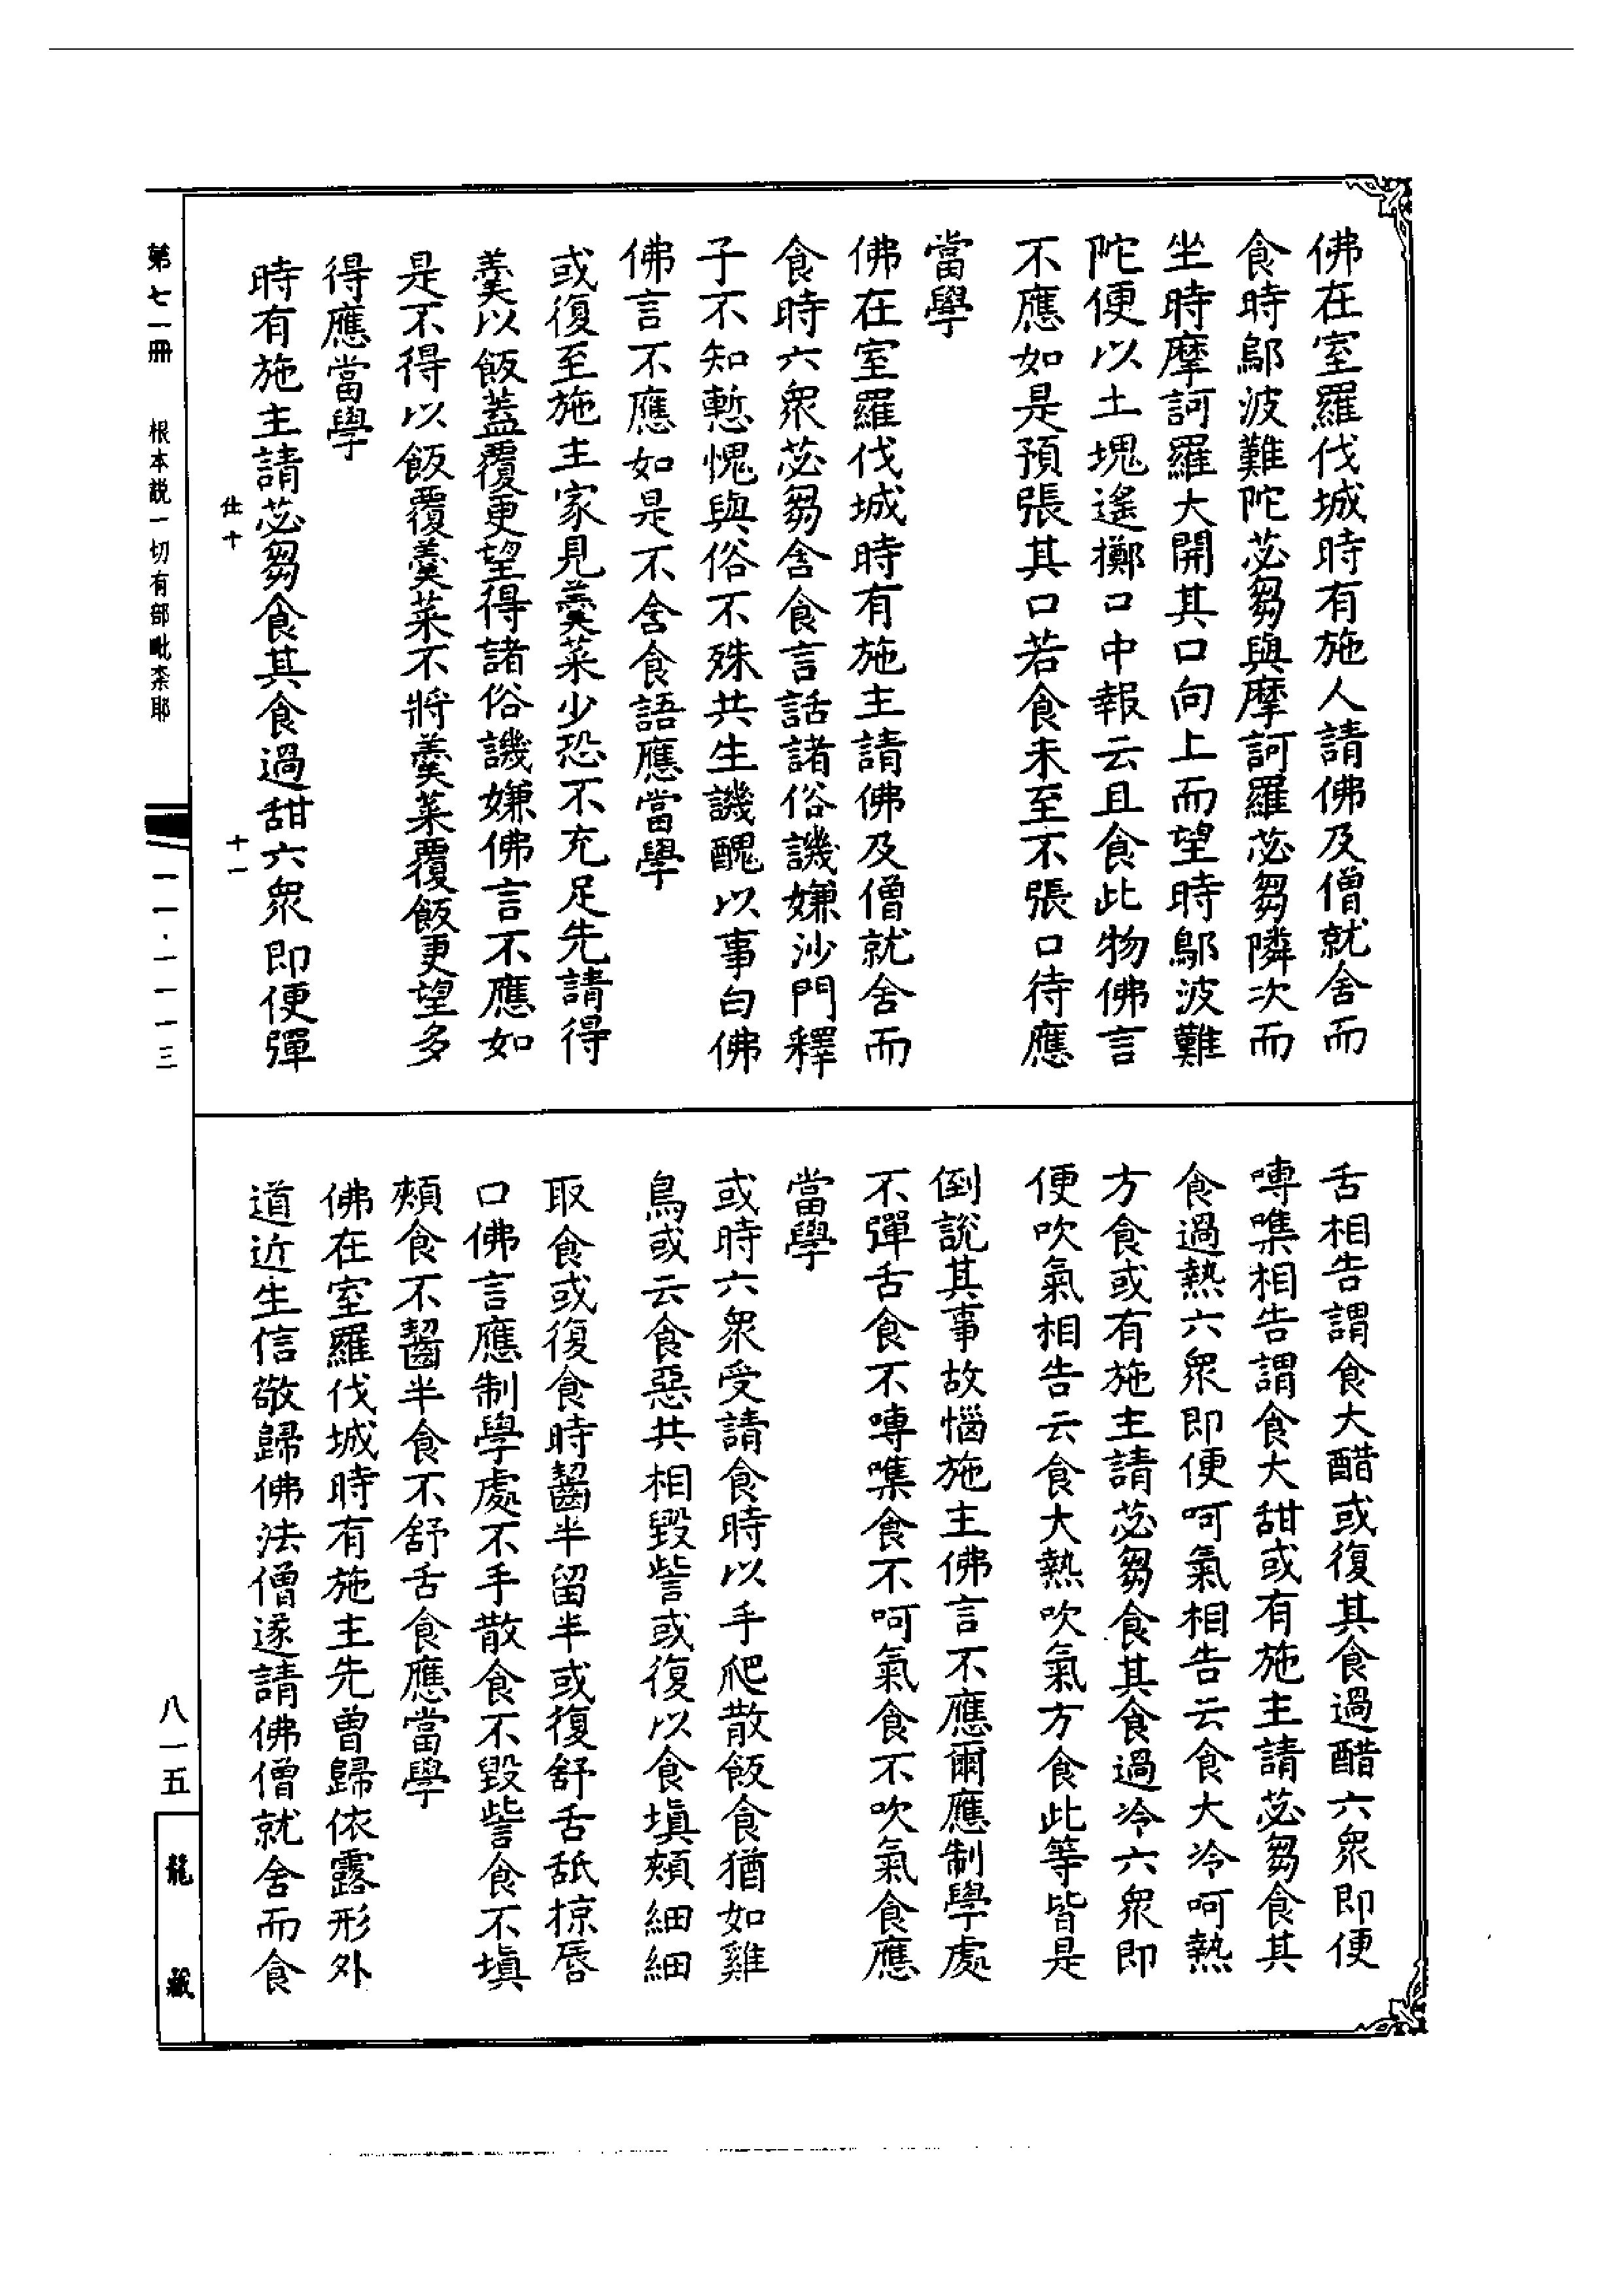 佛在室羅伐城時有施人請佛及僧就舍而
食時鄔波難陀苾芻與摩訶羅苾芻隣次而
坐時摩訶羅大開其口向上而望時鄔波難
陀便以土塊遙擲口中報云且食此物佛言
不應如是預張其口若食未至不張口待應
當學
佛在室羅伐城時有施主請佛及僧就舍而
食時六衆苾芻含食言話諸俗譏嫌沙門釋
子不知慙愧與俗不殊共生譏醜以事白佛
佛言不應如是不含食語應當學
或復至施主家見羹菜少恐不充足先請得
羹以飯蓋覆更望得諸俗譏嫌佛言不應如
是不得以飯覆羹菜不將羹菜覆飯更望多
得應當學
時有施主請苾芻食其食過甜六衆即便彈
舌相告謂食大醋或復其食過醋六衆即便
嘑㗱相告謂食大甜或有施主請苾芻食其
食過熱六衆即便呵氣相告云食大冷呵熱
方食或有施主請苾芻食其食過冷六衆即
便吹氣相告云食大熱吹氣方食此等皆是
倒說其事故惱施主佛言不應爾應制學處
不彈舌食不嘑㗱食不呵氣食不吹氣食應
當學
或時六衆受請食時以手爬散飯食猶如雞
鳥或云食惡共相毀訾或復以食塡頰細細
取食或復食時齧半留半或復舒舌舐掠唇
口佛言應制學處不手散食不毀訾食不塡
頰食不齧半食不舒舌食應當學
佛在室羅伐城時有施主先曾歸依露形外
道近生信敬歸佛法僧遂請佛僧就舍而食
仕十
十一
第七一冊
根本説一切有部毗柰耶
一一·一一一三
八一五
龍藏